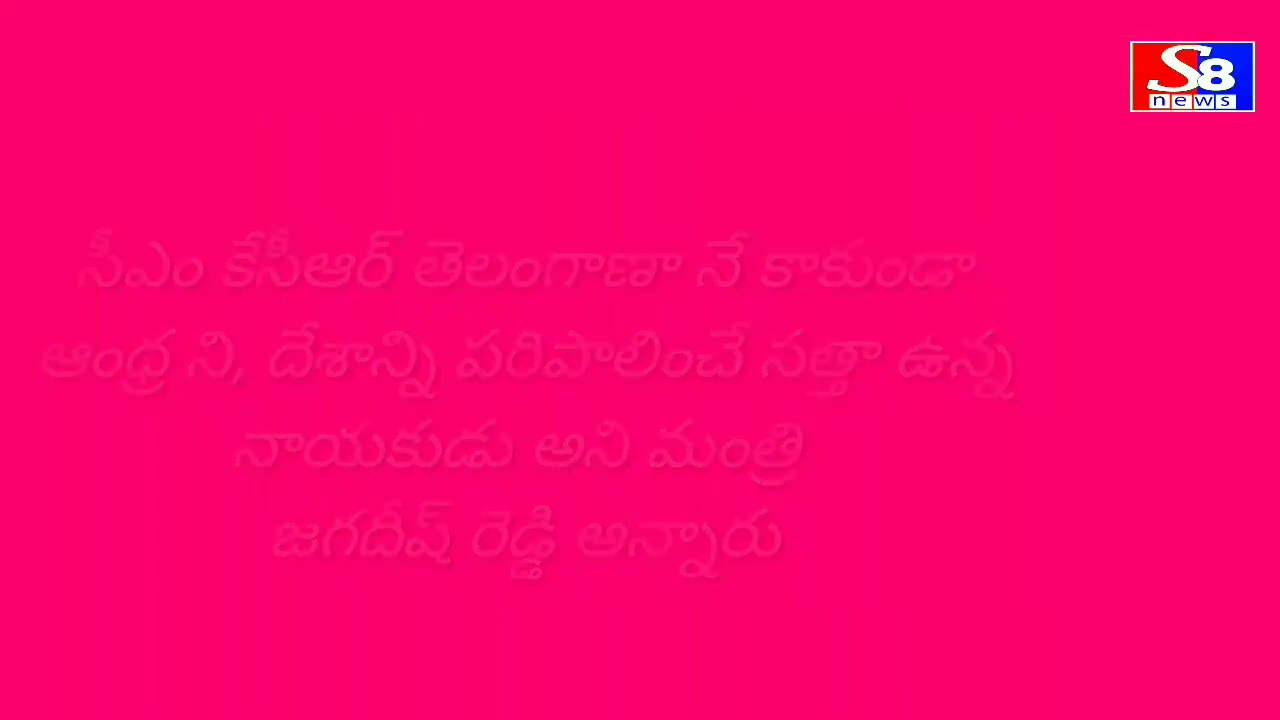 S8
news
సీఎం కేసీఆర్ తెలంగాణా నే కాకుండా
ఆంధ్ర ని, దేశాన్ని పరిపాలించే సత్తా ఉన్న
నాయకుడు అని మంత్రి
జగదీష్ రెడ్డి అన్నారు